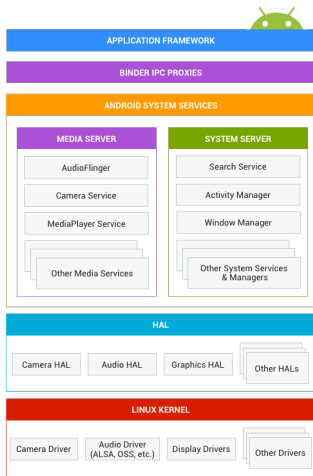 APPLICATION FRAMEWORK
BINDER IPC PROXIES
ANDROID SYSTEM SERVICES
MEDIA SERVER
AudioFlinger
Camera Service
MediaPlayer Service
Other Media Services
SYSTEM SERVER
Search Service
Activity Manager
Window Manager
Other System Services
& Managers
HAL
Camera HAL
Audio HAL
Graphics HAL
Other HALs
LINUX KERNEL
Camera Driver
Audio Driver
(ALSA, OSS, etc.)
Display Drivers
Other Drivers